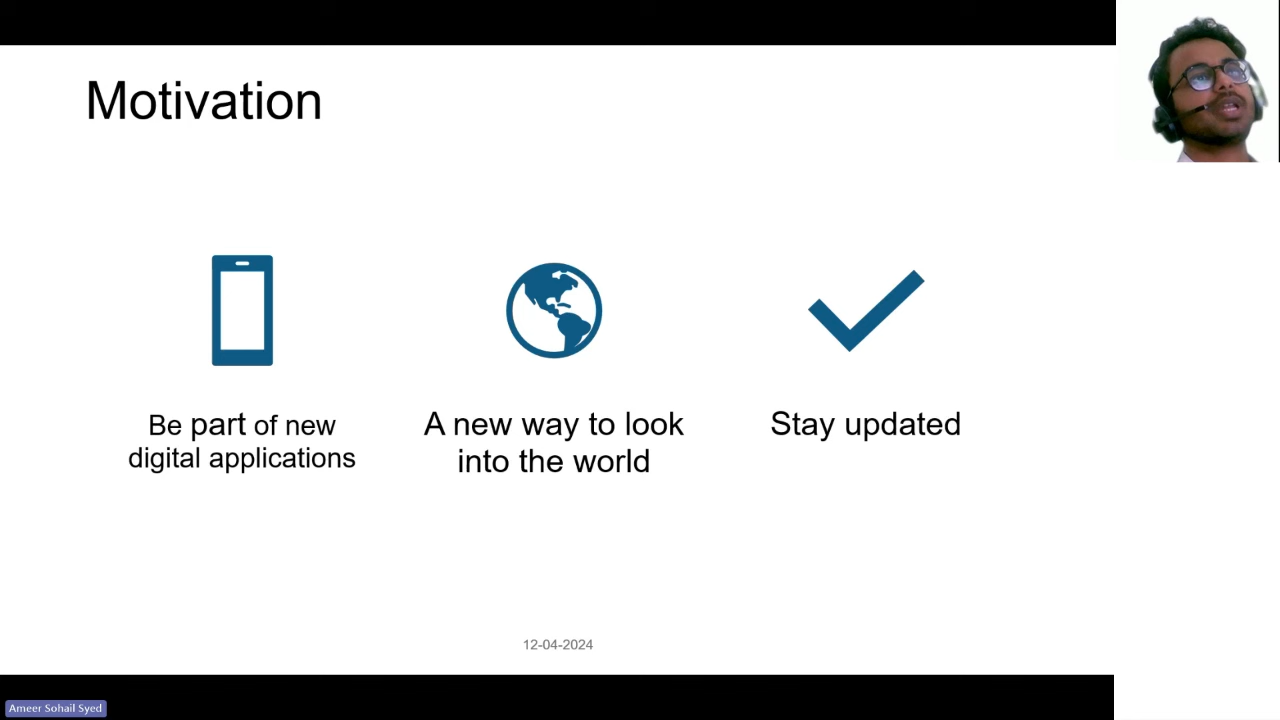 Motivation
Be part of new
digital applications
A new way to look
into the world
Stay updated
12-04-2024
Ameer Sohail Syed